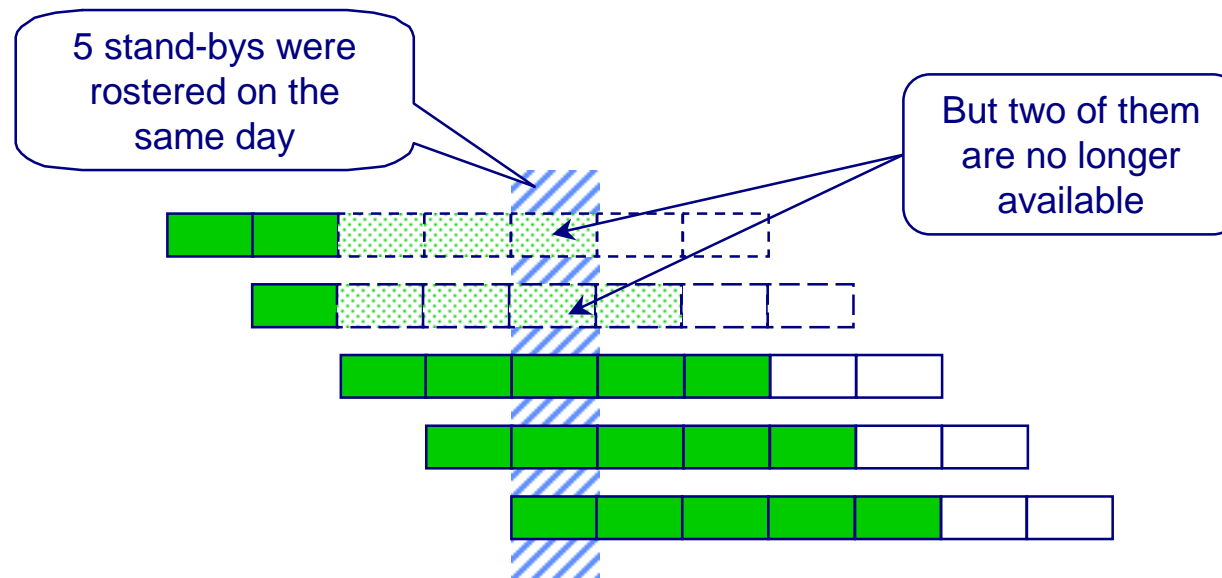 5 stand-bys were
rostered on the
same day
But two of them
are no longer
available